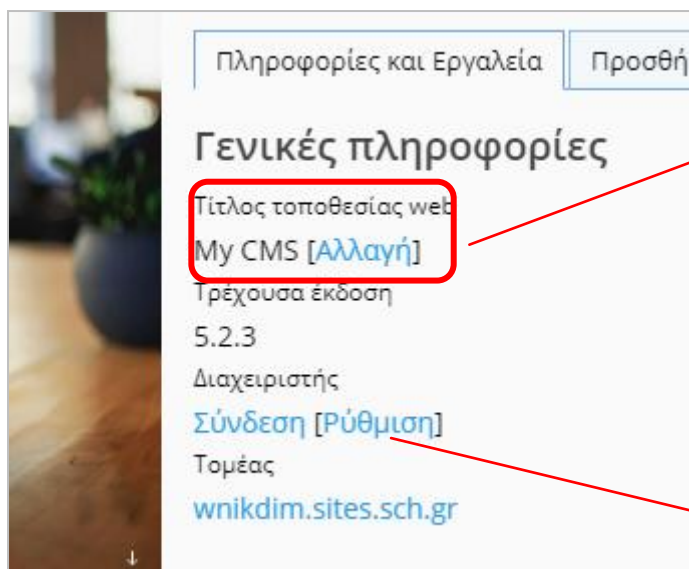 Πληροφορίες και Εργαλεία
Γενικές πληροφορίες
Τίτλος τοποθεσίας web
My CMS [Αλλαγή]
Τρέχουσα έκδοση
5.2.3
Διαχειριστής
Σύνδεση [Ρύθμιση]
Τομέας
wnikdim.sites.sch.gr